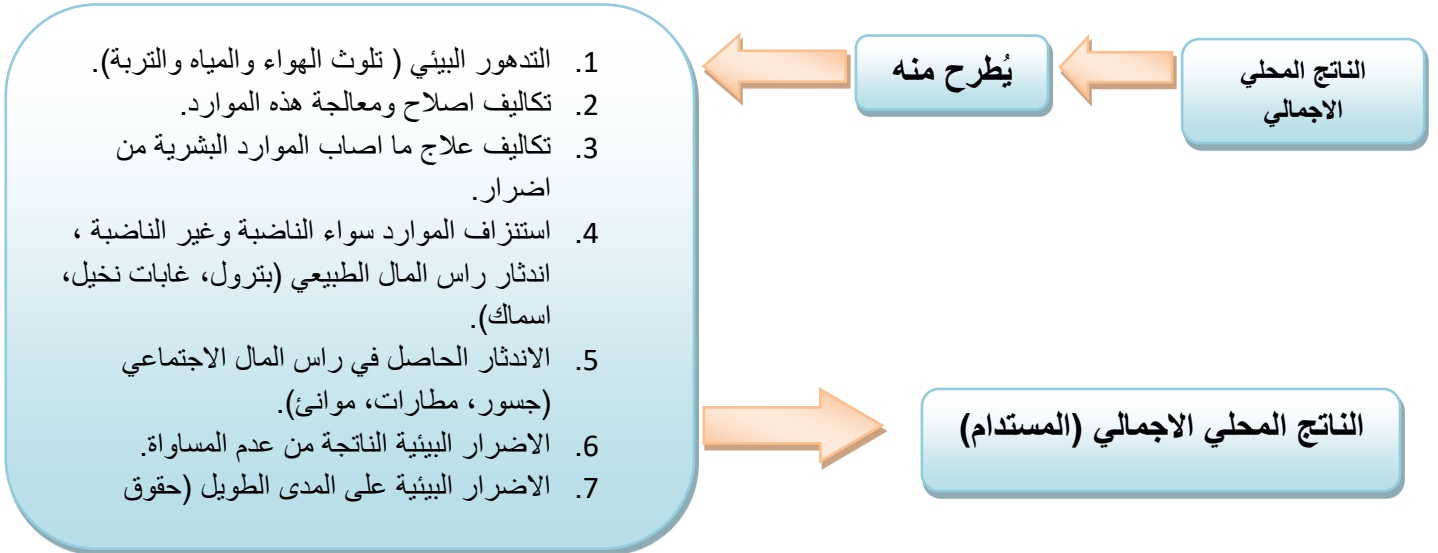 الناتج المحلي
الاجمالي
يُطرح منه
1. التدهور البيئي ( تلوث الهواء والمياه والتربة).
2. تكاليف اصلاح ومعالجة هذه الموارد.
3. تكاليف علاج ما اصاب الموارد البشرية من
اضرار.
4. استنزاف الموارد سواء الناضبة وغير الناضبة ،
اندثار راس المال الطبيعي (بترول، غابات نخيل،
اسماك).
5. الاندثار الحاصل في راس المال الاجتماعي
(جسور، مطارات، موانئ).
6. الاضرار البيئية الناتجة من عدم المساواة.
7. الاضرار البيئية على المدى الطويل (حقوق
الناتج المحلي الاجمالي (المستدام)